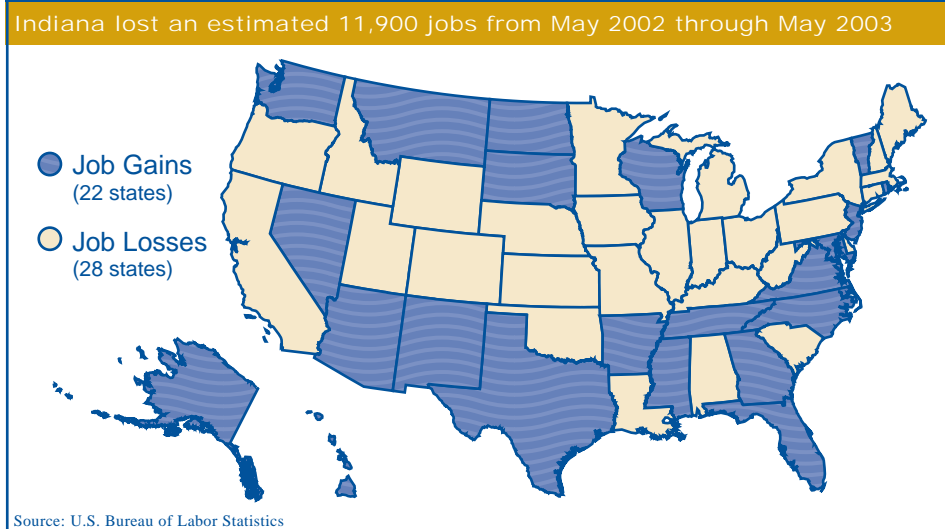 Indiana lost an estimated 11,900 jobs from May 2002 through May 2003
Job Gains
(22 states)
Job Losses
(28 states)
Source: U.S. Bureau of Labor Statistics